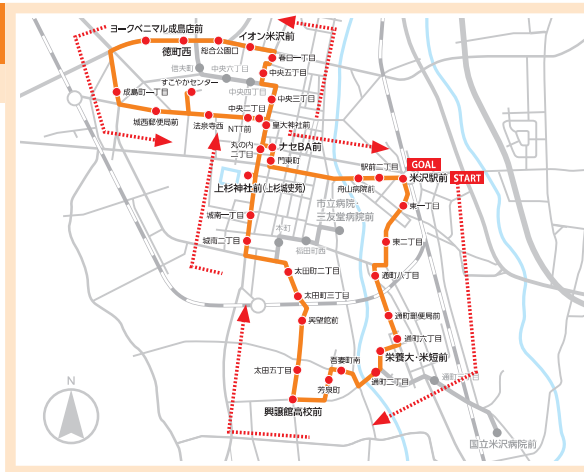 ヨークベニマル成島店前
徳町西
総合公園口
イオン米沢前
信夫町
中央六丁目
春日一丁目
中央五丁目
すこやかセンター
中央四丁目
成島町一丁目
中央三丁目
城西郵便局前
法泉寺西
中央二丁目
NTT前
皇大神社前
丸の内
二丁目
ナセBA前
門東町
駅前二丁目
GOAL
米沢駅前
START
舟山病院前
上杉神社前(上杉城史苑)
市立病院・
三友堂病院前
東一丁目
城南一丁目
本町
城南二丁目
福田町西
東二丁目
太田町二丁目
通町八丁目
太田町三丁目
興望館前
通町郵便局前
通町六丁目
吾妻町南
栄養大・米短前
太田五丁目
芳泉町
通町二丁目
興譲館高校前
国立米沢病院前
N